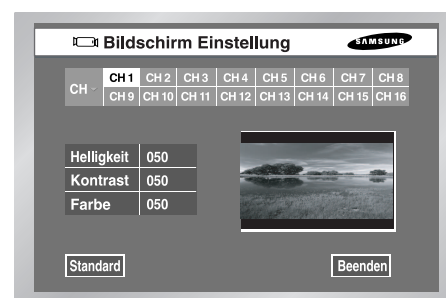 Bildschirm Einstellung SAMSUNG
CH CH 1 CH 2 CH 3 CH 4 CH 5 CH 6 CH 7 CH 8
CH 9 CH 10 CH 11 CH 12 CH 13 CH 14 CH 15 CH 16
Helligkeit 050
Kontrast 050
Farbe 050
Standard Beenden